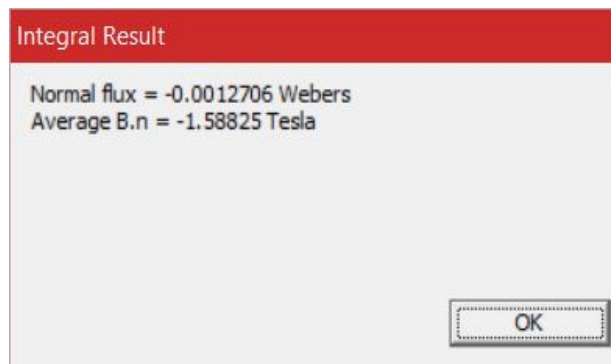 Integral Result
Normal flux = -0.0012706 Webers
Average B.n = -1.58825 Tesla
OK